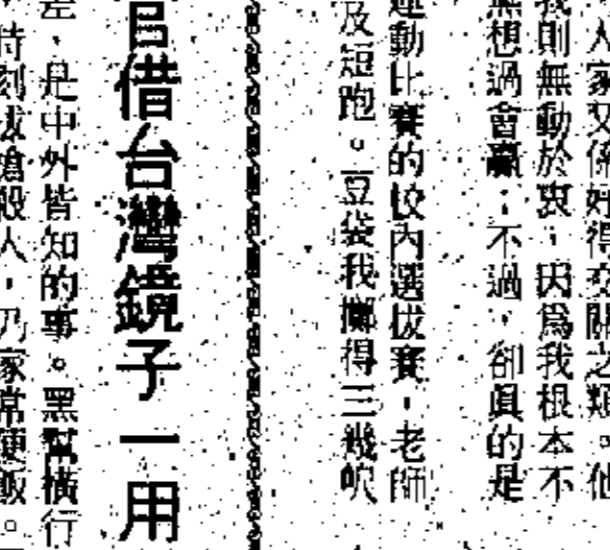 人家又係好得交關之類。他
我則無動於衷；因爲我根本不
無想過會贏；不過，卻眞的是
運動比賽的校內選拔賽，老師
及短跑。豆袋我擲得三幾呎
借台灣鏡子一用
差，是中外皆知的事。黑幫橫行
時刻拔槍殺人，乃家常便飯。